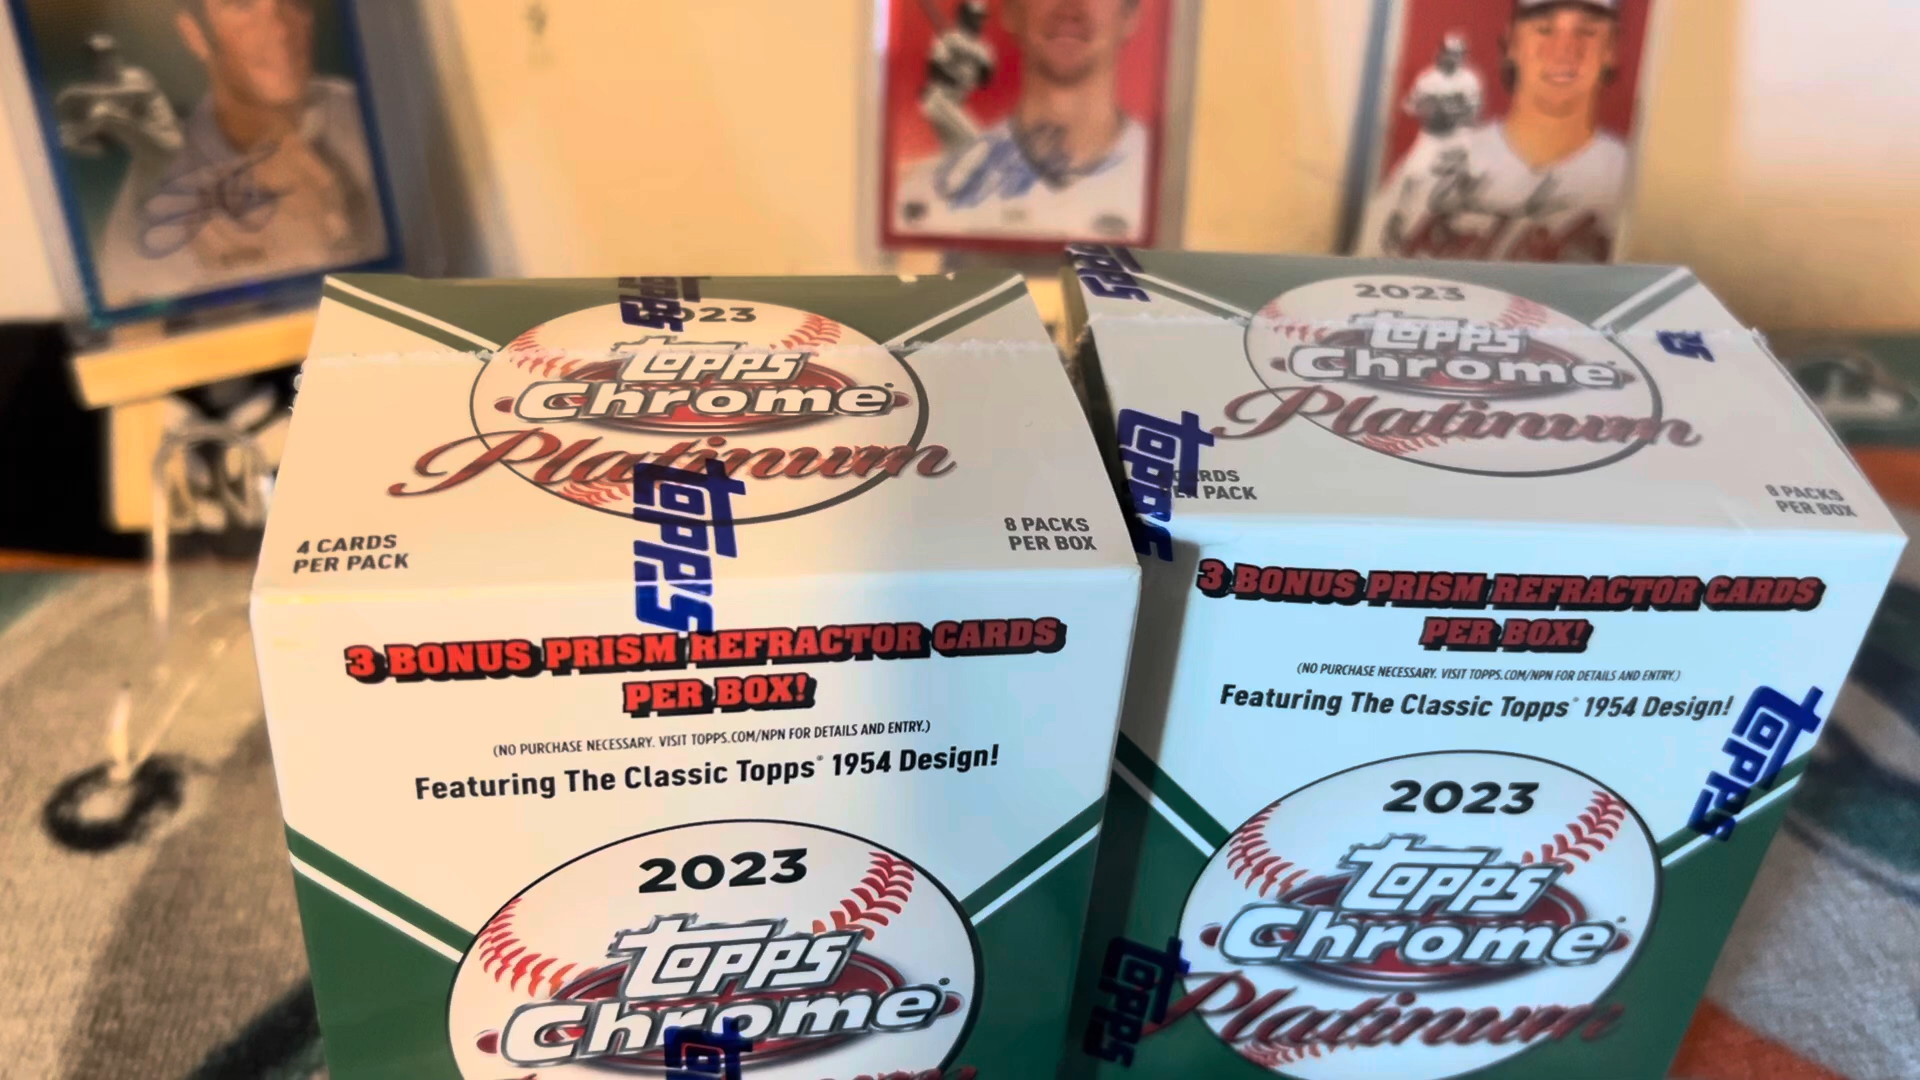 2023
Topps
Chrome
Platinum
4 CARDS
PER PACK
8 PACKS
PER BOX
Topps
Topps
3 BONUS PRISM REFRACTOR CARDS
PER BOX!
(NO PURCHASE NECESSARY. VISIT TOPPS.COM/NPN FOR DETAILS AND ENTRY.)
Featuring The Classic Topps® 1954 Design!
2023
Topps
Chrome
2023
Topps
Chrome
Platinum
PER PACK
8 PACKS
PER BOX
Topps
Topps
Topps
3 BONUS PRISM REFRACTOR CARDS
PER BOX!
(NO PURCHASE NECESSARY. VISIT TOPPS.COM/NPN FOR DETAILS AND ENTRY.)
Featuring The Classic Topps® 1954 Design!
Topps
2023
Topps
Chrome
Platinum
Topps